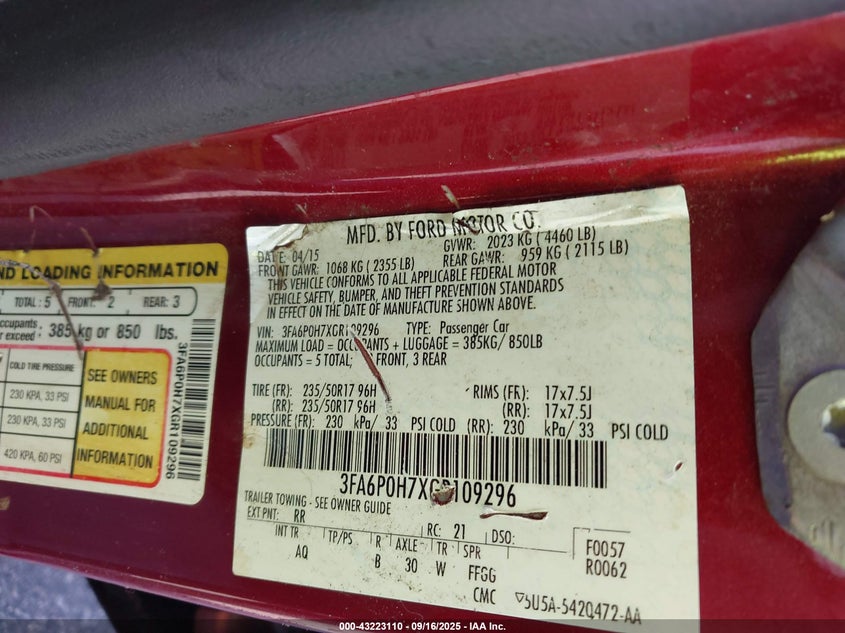 ND LOADING INFORMATION
TOTAL: 5 FRONT: 2 REAR: 3
occupants
exceed 385 kg or 850 lbs.
COLD TIRE PRESSURE
230 KPA, 33 PSI
230 KPA, 33 PSI
420 KPA, 60 PSI
SEE OWNERS
MANUAL FOR
ADDITIONAL
INFORMATION
3FA6P0H7XGR109296
MFD. BY FORD MOTOR CO.
DATE: 04/15 GVWR: 2023 KG ( 4460 LB)
FRONT GAWR: 1068 KG ( 2355 LB) REAR GAWR: 959 KG ( 2115 LB)
THIS VEHICLE CONFORMS TO ALL APPLICABLE FEDERAL MOTOR
VEHICLE SAFETY, BUMPER, AND THEFT PREVENTION STANDARDS
IN EFFECT ON THE DATE OF MANUFACTURE SHOWN ABOVE.
VIN: 3FA6P0H7XGR109296 TYPE: Passenger Car
MAXIMUM LOAD = OCCUPANTS + LUGGAGE = 385KG/ 850LB
OCCUPANTS = 5 TOTAL; FRONT, 3 REAR
TIRE (FR): 235/50R17 96H RIMS (FR): 17x7.5J
(RR): 235/50R17 96H (RR): 17x7.5J
PRESSURE (FR): 230 kPa/ 33 PSI COLD (RR): 230 kPa/ 33 PSI COLD
3FA6P0H7XGR109296
TRAILER TOWING - SEE OWNER GUIDE
EXT PNT: RR RC: 21 DSO: F0057
INT TR TP/PS R AXLE TR SPR R0062
AQ B 30 W FFGG
CMC 5U5A-5420472-AA
000-43223110 - 09/16/2025 - IAA Inc.